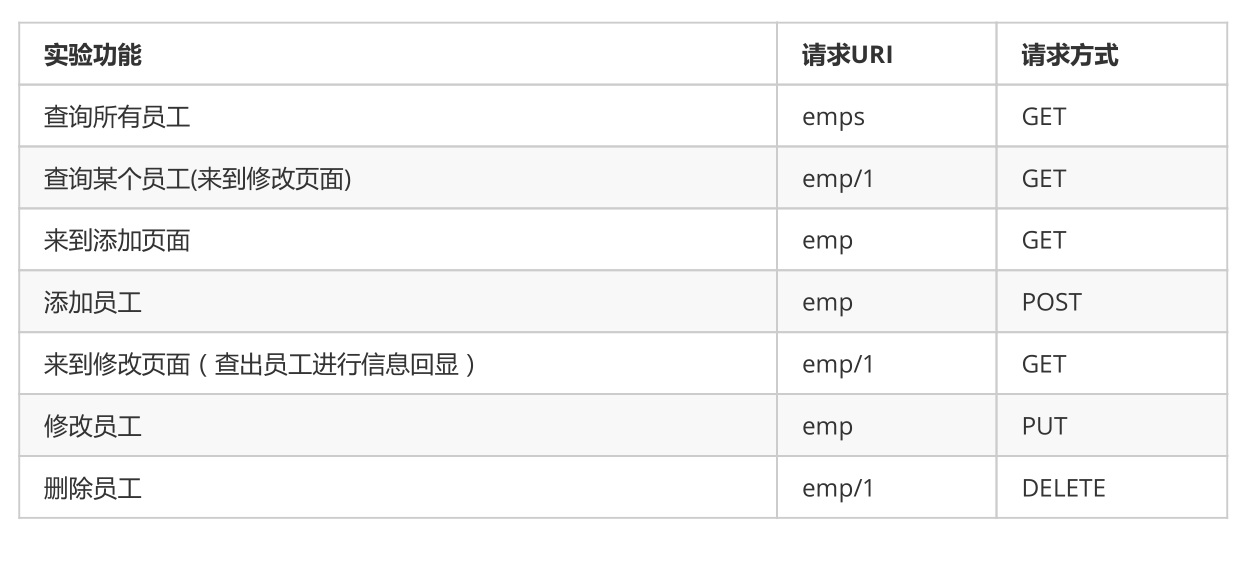 实验功能 请求URI 请求方式
查询所有员工 emps GET
查询某个员工(来到修改页面) emp/1 GET
来到添加页面 emp GET
添加员工 emp POST
来到修改页面（查出员工进行信息回显） emp/1 GET
修改员工 emp PUT
删除员工 emp/1 DELETE